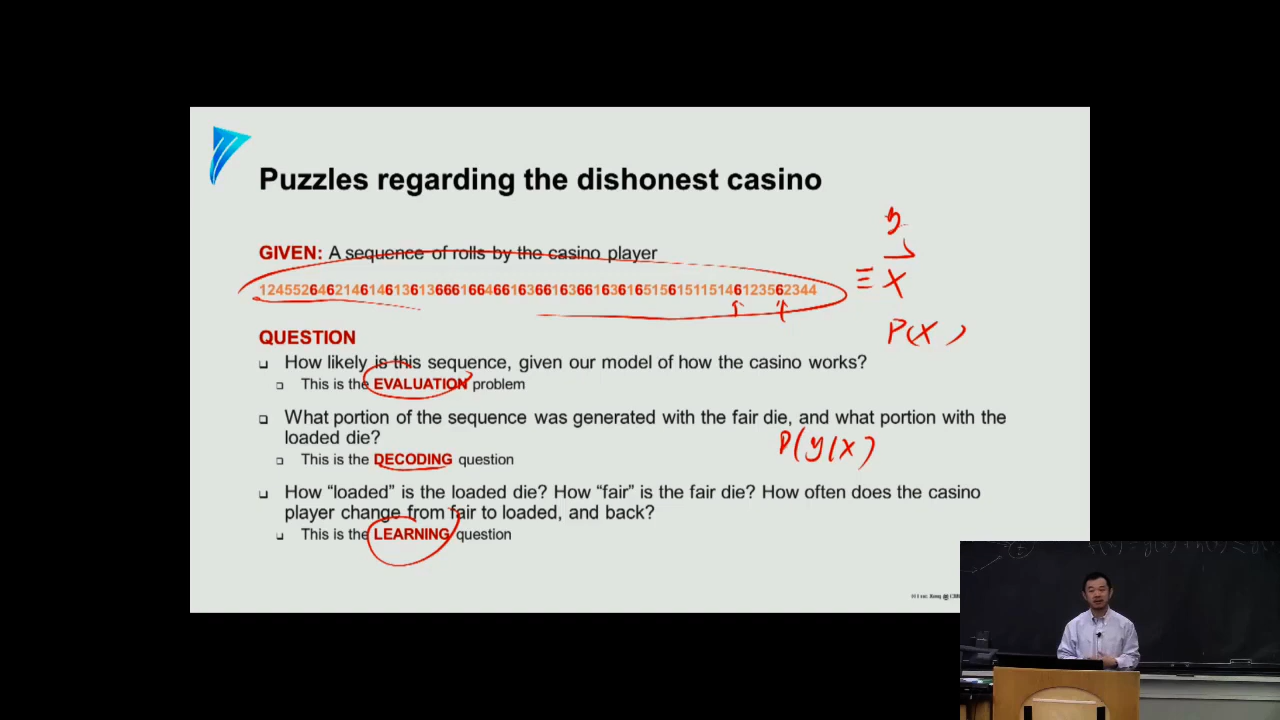 Puzzles regarding the dishonest casino
y
GIVEN: A sequence of rolls by the casino player
1245526462146146136136661664661636616366163616515615115146123562344
≡ X
QUESTION
P(X)
How likely is this sequence, given our model of how the casino works?
This is the EVALUATION problem
What portion of the sequence was generated with the fair die, and what portion with the
loaded die?
P(y|X)
This is the DECODING question
How “loaded” is the loaded die? How “fair” is the fair die? How often does the casino
player change from fair to loaded, and back?
This is the LEARNING question